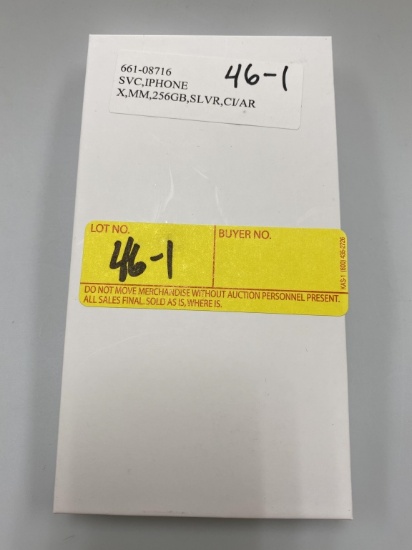 661-08716
46-1
SVC,IPHONE
X,MM,256GB,SLVR,CI/AR
LOT NO.
BUYER NO.
46-1
DO NOT MOVE MERCHANDISE WITHOUT AUCTION PERSONNEL PRESENT.
ALL SALES FINAL. SOLD AS IS, WHERE IS.